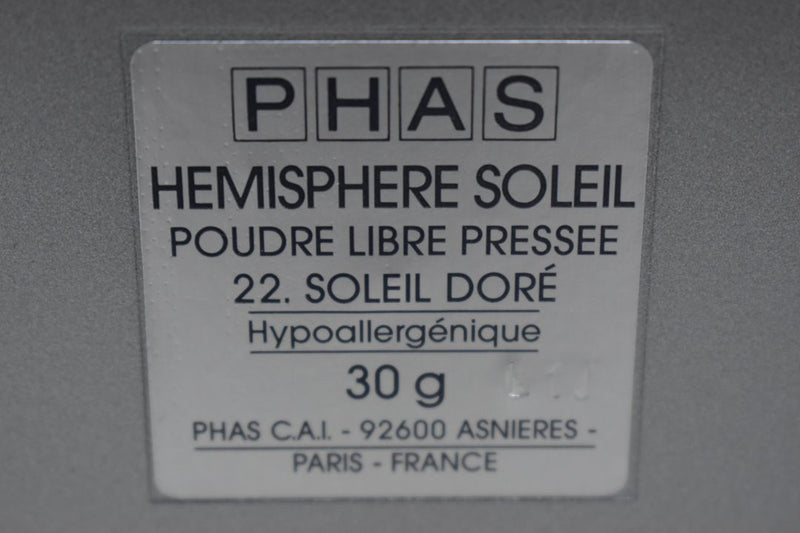 PHAS
HEMISPHERE SOLEIL
POUDRE LIBRE PRESSEE
22. SOLEIL DORÉ
Hypoallergénique
30 g
PHAS C.A.I. - 92600 ASNIERES -
PARIS - FRANCE